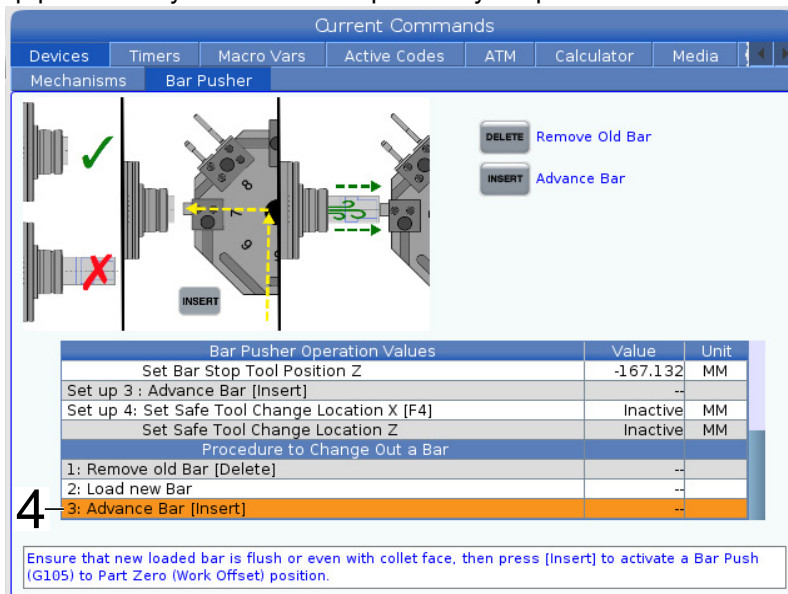 Current Commands
Devices Timers Macro Vars Active Codes ATM Calculator Media
Mechanisms Bar Pusher
DELETE Remove Old Bar
INSERT Advance Bar
8
7
9
INSERT
Bar Pusher Operation Values Value Unit
Set Bar Stop Tool Position Z -167.132 MM
Set up 3 : Advance Bar [Insert] --
Set up 4: Set Safe Tool Change Location X [F4] Inactive MM
Set Safe Tool Change Location Z Inactive MM
Procedure to Change Out a Bar
1: Remove old Bar [Delete] --
2: Load new Bar --
4 3: Advance Bar [Insert] --
Ensure that new loaded bar is flush or even with collet face, then press [Insert] to activate a Bar Push
(G105) to Part Zero (Work Offset) position.